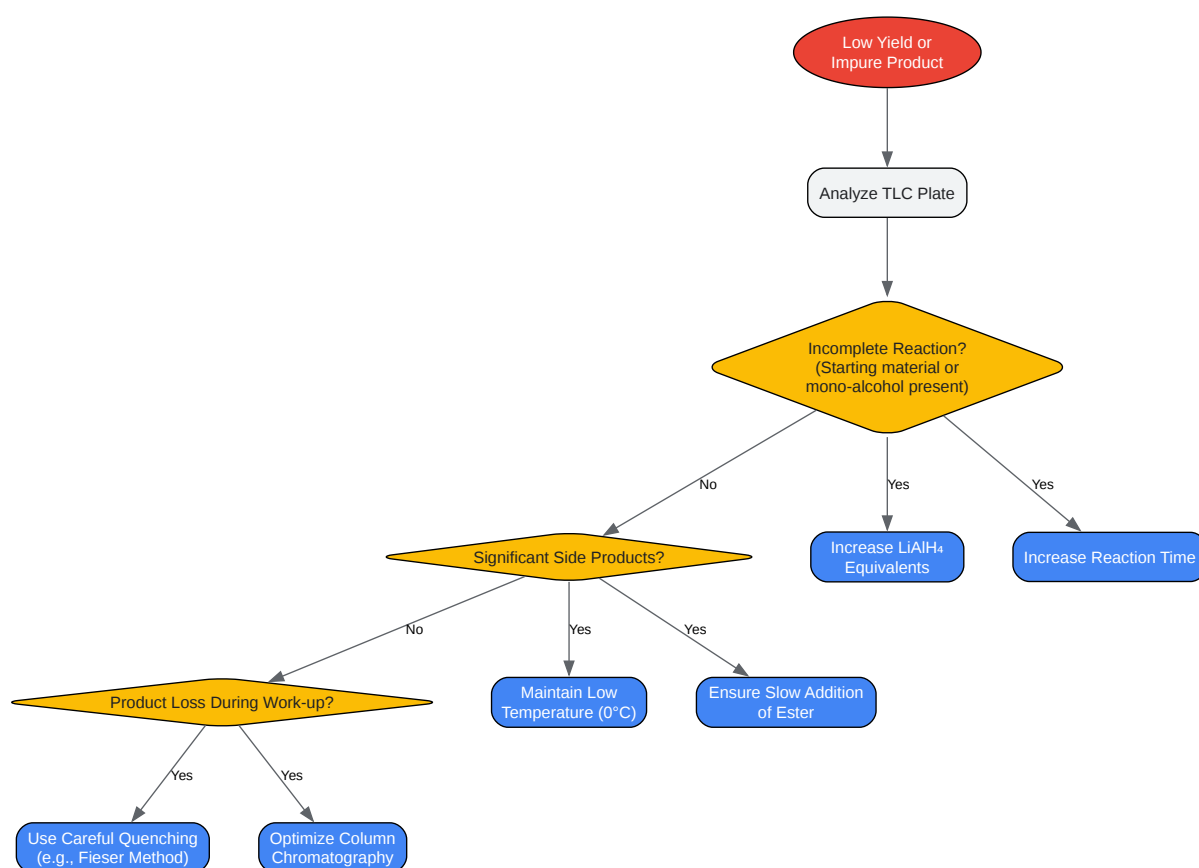 Low Yield or
Impure Product
Analyze TLC Plate
Incomplete Reaction?
(Starting material or
mono-alcohol present)
No
Yes
Yes
Significant Side Products?
Increase LiAlH₄
Equivalents
Increase Reaction Time
No
Yes
Yes
Product Loss During Work-up?
Maintain Low
Temperature (0°C)
Ensure Slow Addition
of Ester
Yes
Yes
Use Careful Quenching
(e.g., Fieser Method)
Optimize Column
Chromatography